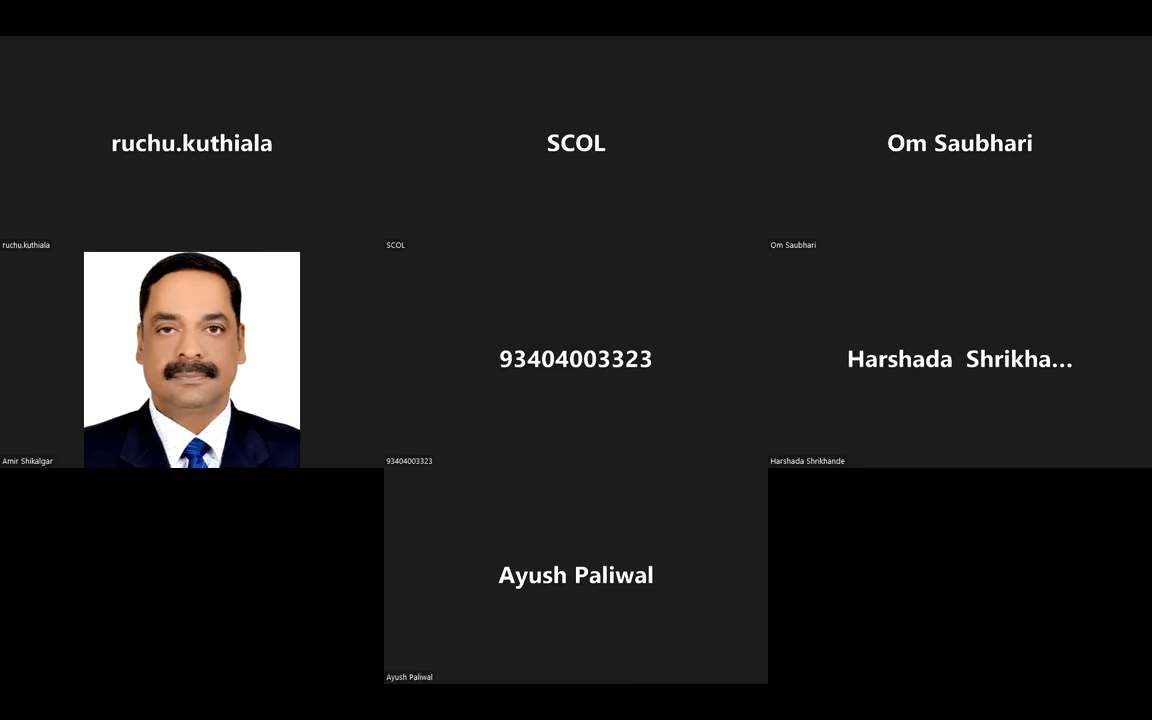 ruchu.kuthiala
SCOL
Om Saubhari
ruchu.kuthiala
SCOL
Om Saubhari
93404003323
Harshada  Shrikha...
Amir Shikalgar
93404003323
Harshada Shrikhande
Ayush Paliwal
Ayush Paliwal